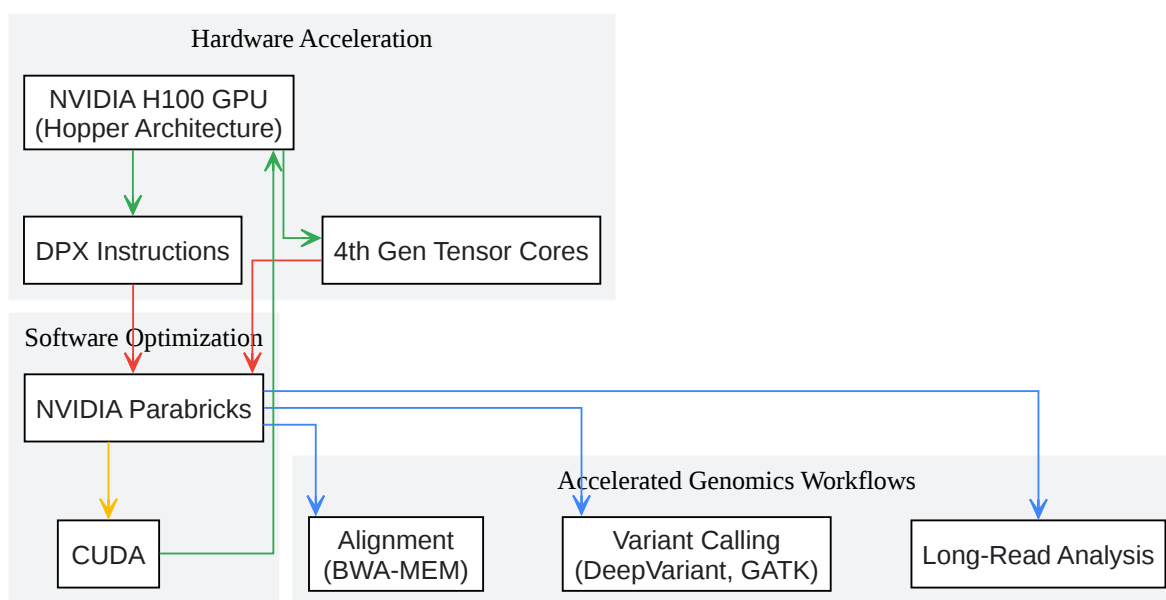 Hardware Acceleration
NVIDIA H100 GPU
(Hopper Architecture)
DPX Instructions
4th Gen Tensor Cores
Software Optimization
NVIDIA Parabricks
CUDA
Accelerated Genomics Workflows
Alignment
(BWA-MEM)
Variant Calling
(DeepVariant, GATK)
Long-Read Analysis